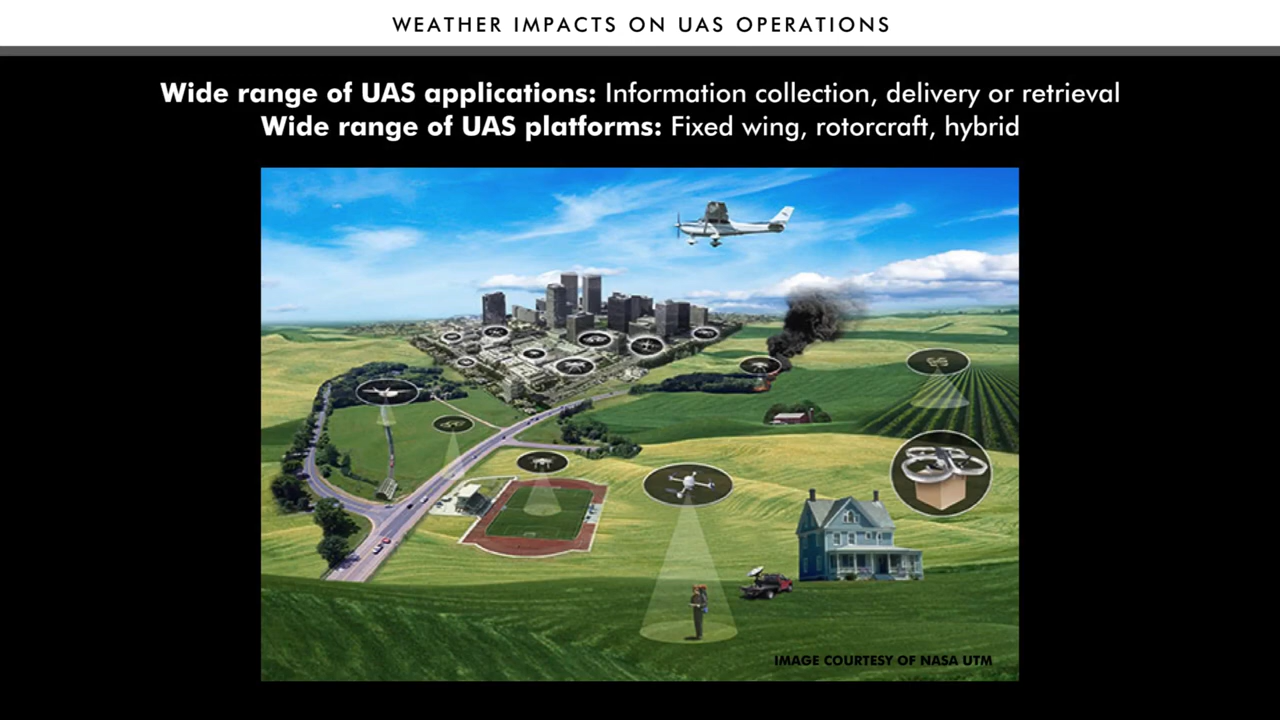 WEATHER IMPACTS ON UAS OPERATIONS
Wide range of UAS applications: Information collection, delivery or retrieval
Wide range of UAS platforms: Fixed wing, rotorcraft, hybrid
IMAGE COURTESY OF NASA UTM